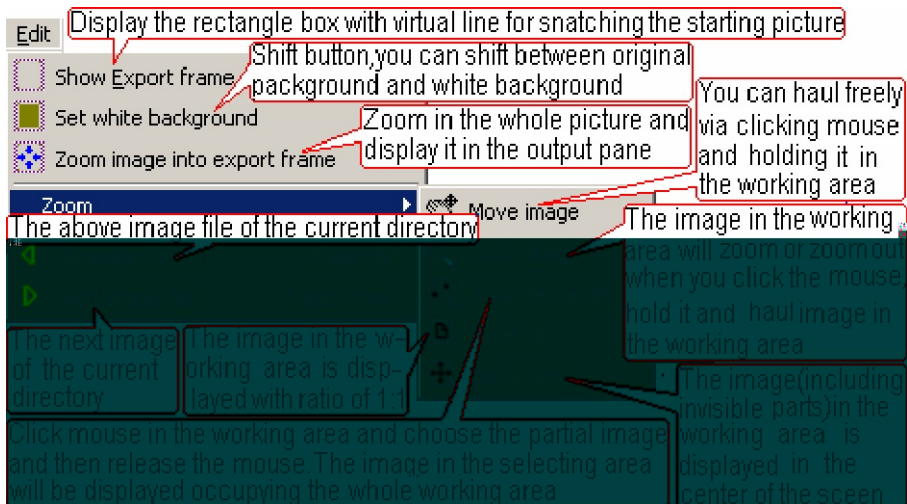 Edit
Display the rectangle box with virtual line for snatching the starting picture
Show Export frame
Shift button,you can shift between original
packground and white background
Set white background
Zoom in the whole picture and
display it in the output pane
Zoom image into export frame
You can haul freely
via clicking mouse
and holding it in
the working area
Zoom
Move image
The above image file of the current directory
The image in the working
area will zoom or zoom out
when you click the mouse,
hold it and haul image in
the working area
The next image
of the current
directory
The image in the w-
orking area is disp-
layed with ratio of 1:1
The image(including
invisible parts)in the
working area is
displayed in the
center of the sceen
Click mouse in the working area and choose the partial image
and then release the mouse.The image in the selecting area
will be displayed occupying the whole working area